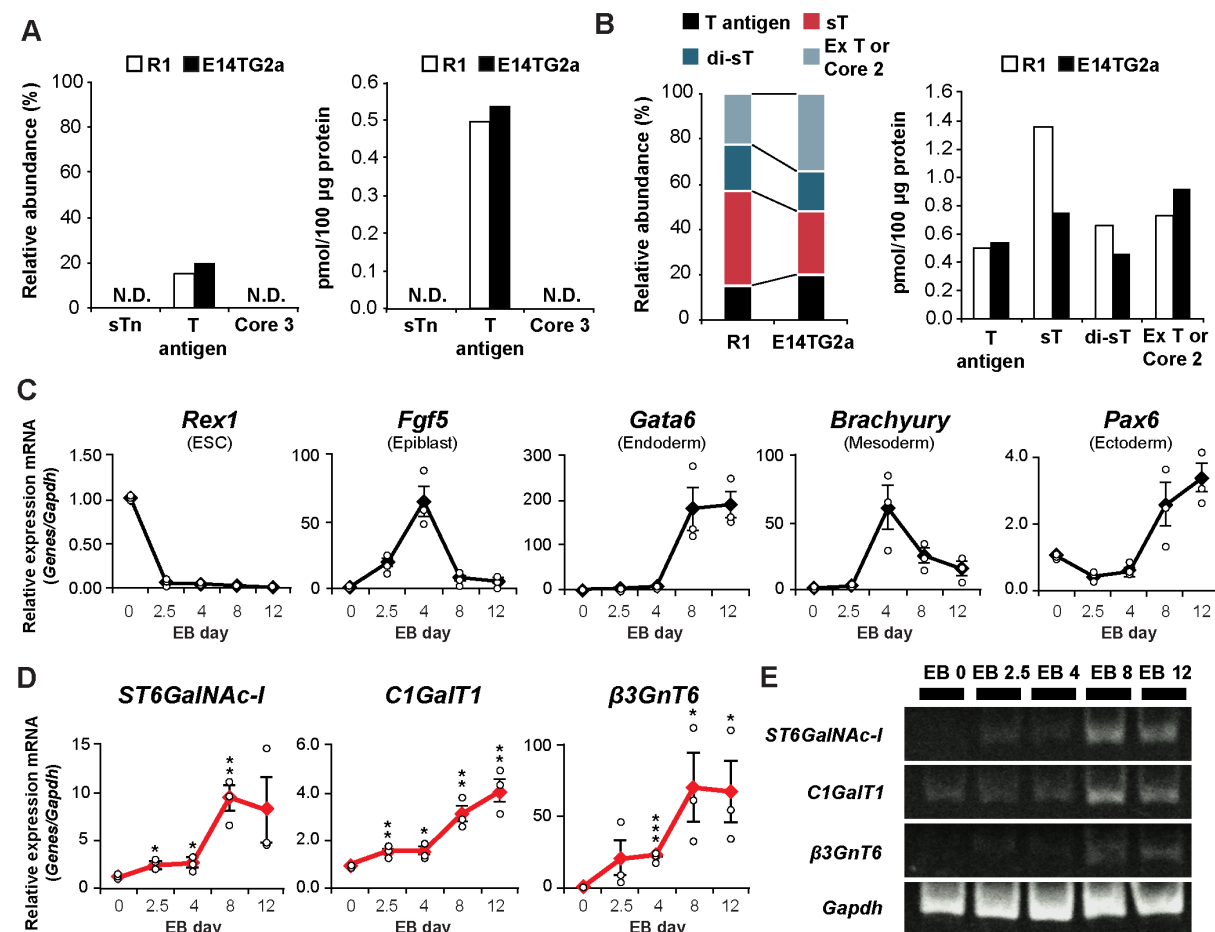 A
R1 E14TG2a
Relative abundance (%)
100
80
60
40
20
0
N.D. N.D.
sTn T Core 3
antigen
R1 E14TG2a
pmol/100 µg protein
0.6
0.5
0.4
0.3
0.2
0.1
0.0
N.D. N.D.
sTn T Core 3
antigen
B
T antigen sT
di-sT Ex T or
Core 2
Relative abundance (%)
100
80
60
40
20
0
R1 E14TG2a
R1 E14TG2a
pmol/100 µg protein
1.6
1.4
1.2
1.0
0.8
0.6
0.4
0.2
0.0
T sT di-sT Ex T or
antigen Core 2
C
Relative expression mRNA
(Genes/Gapdh)
Rex1
(ESC)
1.50
1.00
0.50
0.00
0 2.5 4 8 12
EB day
Fgf5
(Epiblast)
100
50
0
0 2.5 4 8 12
EB day
Gata6
(Endoderm)
300
200
100
0
0 2.5 4 8 12
EB day
Brachyury
(Mesoderm)
100
50
0
0 2.5 4 8 12
EB day
Pax6
(Ectoderm)
4.0
2.0
0.0
0 2.5 4 8 12
EB day
D
Relative expression mRNA
(Genes/Gapdh)
ST6GalNAc-I
15
10
5
0
* * ** 
0 2.5 4 8 12
EB day
C1GalT1
6.0
4.0
2.0
0.0
** * ** **
0 2.5 4 8 12
EB day
β3GnT6
100
50
0
*** * *
0 2.5 4 8 12
EB day
E
EB 0 EB 2.5 EB 4 EB 8 EB 12
ST6GalNAc-I
C1GalT1
β3GnT6
Gapdh